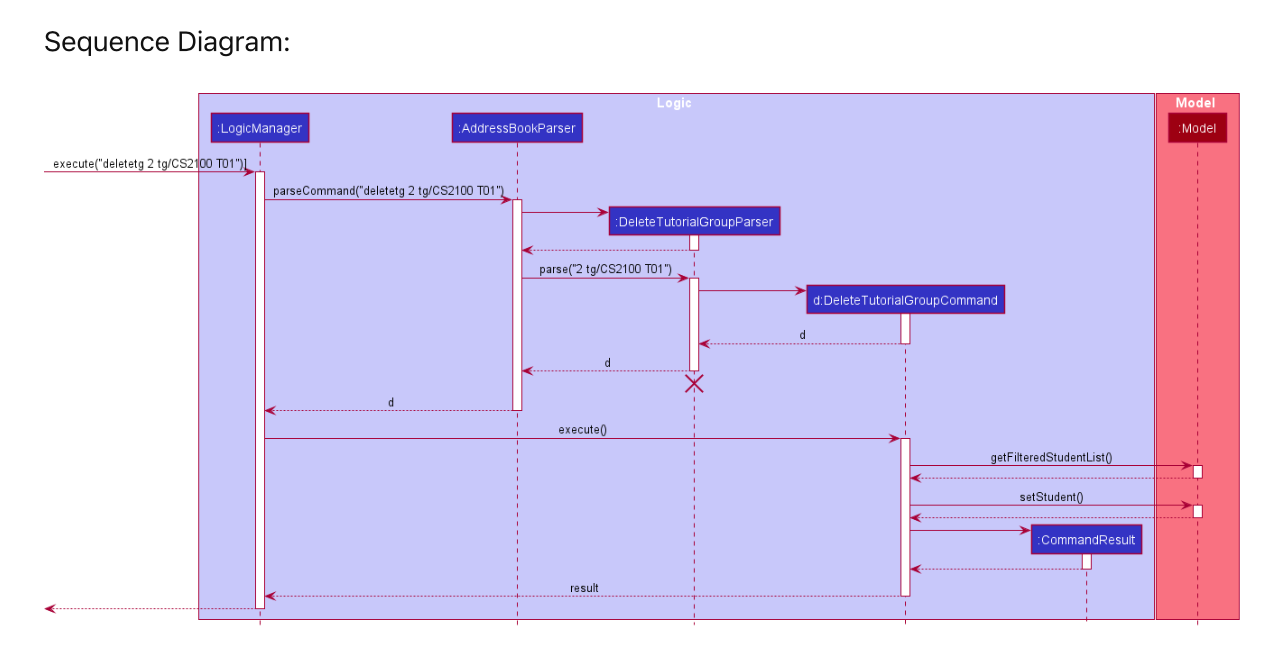 Sequence Diagram:
Logic
Model
:LogicManager
:AddressBookParser
:Model
execute("deletetg 2 tg/CS2100 T01")]
parseCommand("deletetg 2 tg/CS2100 T01")
:DeleteTutorialGroupParser
parse("2 tg/CS2100 T01")
d:DeleteTutorialGroupCommand
d
d
d
execute()
getFilteredStudentList()
setStudent()
:CommandResult
result